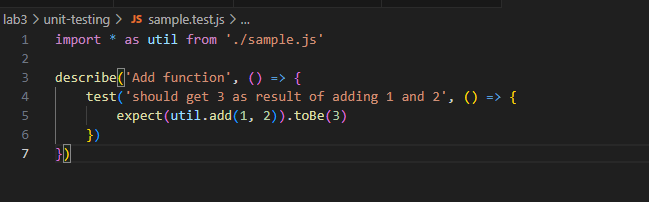 lab3 > unit-testing > JS sample.test.js > ...
1 import * as util from './sample.js'
2
3 describe('Add function', () => {
4 test('should get 3 as result of adding 1 and 2', () => {
5 expect(util.add(1, 2)).toBe(3)
6 })
7 })